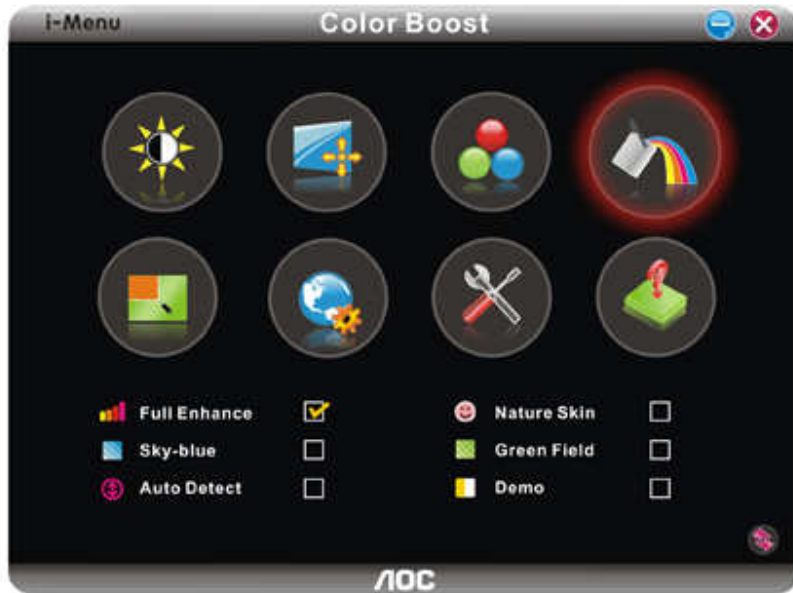 i-Menu Color Boost
Full Enhance
Nature Skin
Sky-blue
Green Field
Auto Detect
Demo
AOC